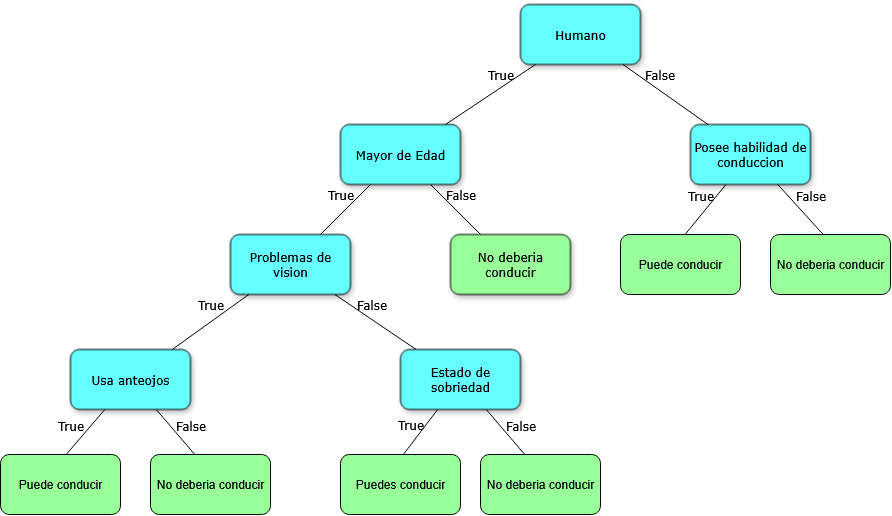 Humano
True
False
Mayor de Edad
Posee habilidad de
conduccion
True
False
True
False
Problemas de
vision
No deberia
conducir
Puede conducir
No deberia conducir
True
False
Usa anteojos
Estado de
sobriedad
True
False
True
False
Puede conducir
No deberia conducir
Puedes conducir
No deberia conducir